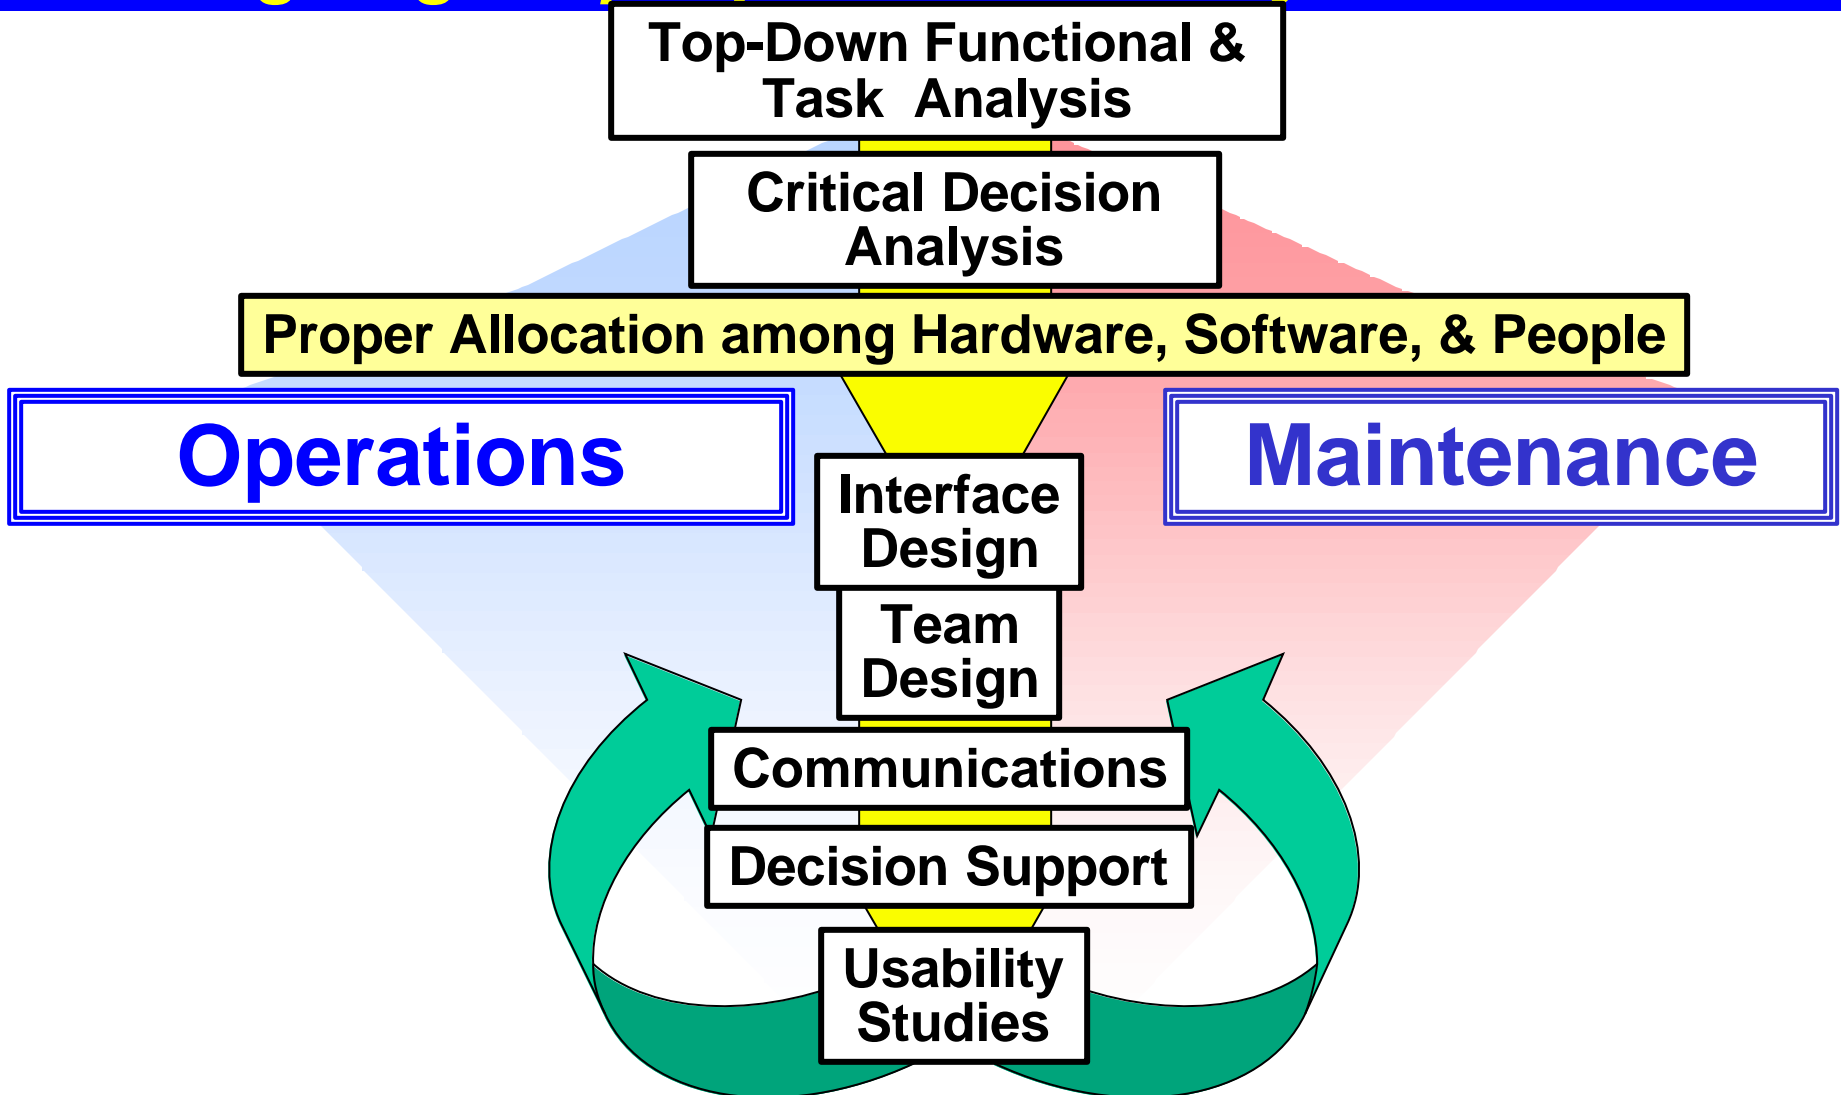 Top-Down Functional &
Task Analysis
Critical Decision
Analysis
Proper Allocation among Hardware, Software, & People
Operations
Maintenance
Interface
Design
Team
Design
Communications
Decision Support
Usability
Studies